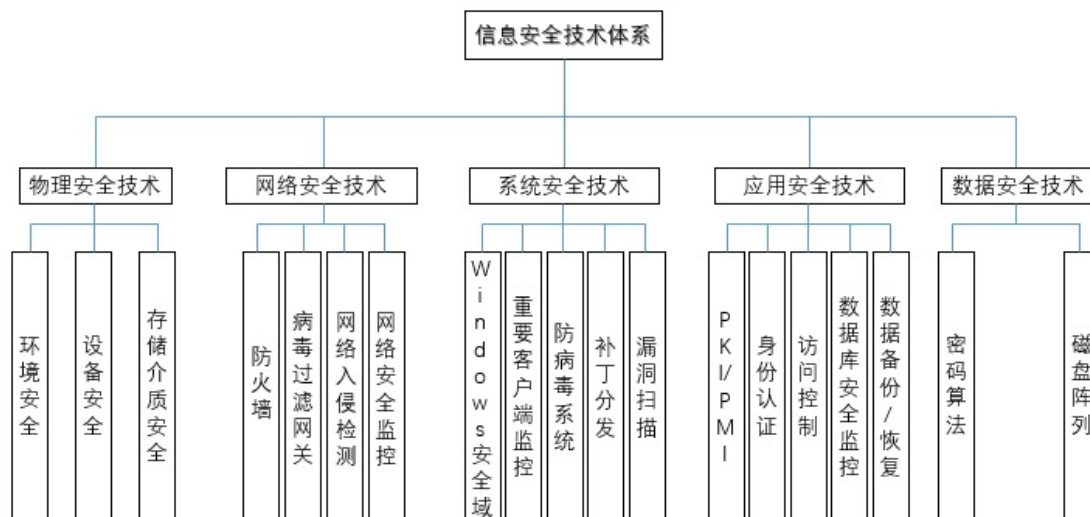 信息安全技术体系
物理安全技术
网络安全技术
系统安全技术
应用安全技术
数据安全技术
环境安全
设备安全
存储介质安全
防火墙
病毒过滤网关
网络入侵检测
网络安全监控
Windows安全域
重要客户端监控
防病毒系统
补丁分发
漏洞扫描
PKI/PMI
身份认证
访问控制
数据库安全监控
数据备份/恢复
密码算法
磁盘阵列